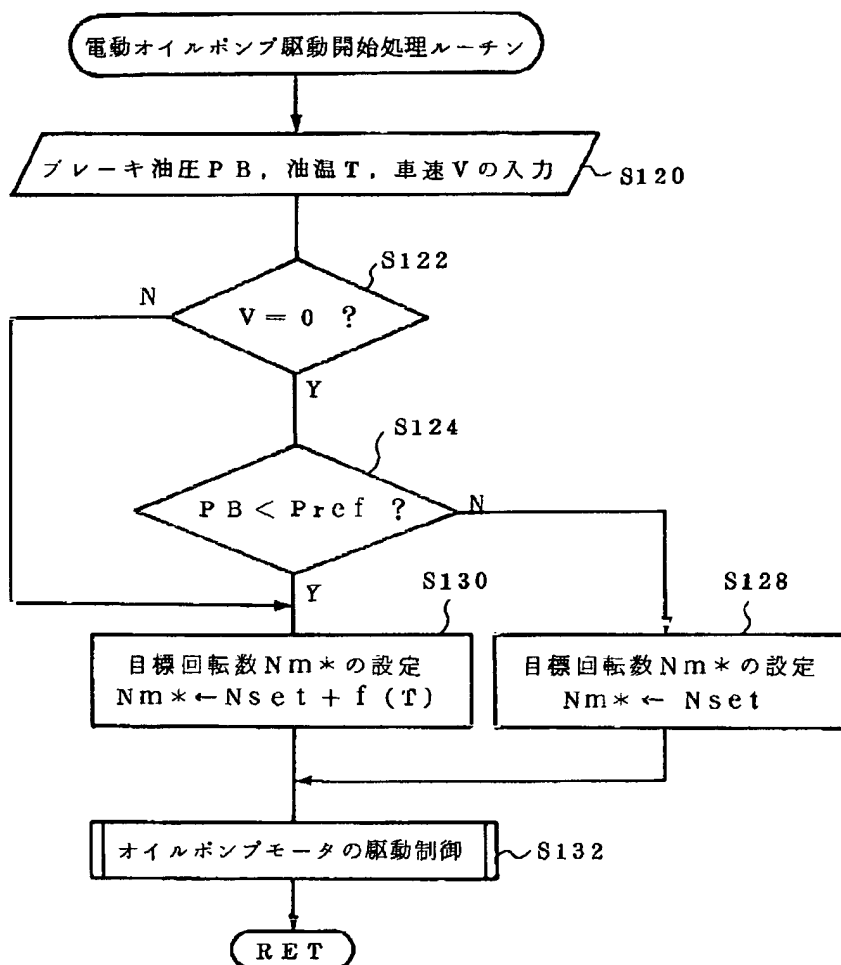 電動オイルポンプ駆動開始処理ルーチン
ブレーキ油圧PB，油温T，車速Vの入力
S120
S122
N
V＝0 ？
Y
S124
PB＜Pref ？
N
Y
S130
S128
目標回転数Nm*の設定
Nm*←Nset＋f(T)
目標回転数Nm*の設定
Nm*← Nset
オイルポンプモータの駆動制御
S132
RET